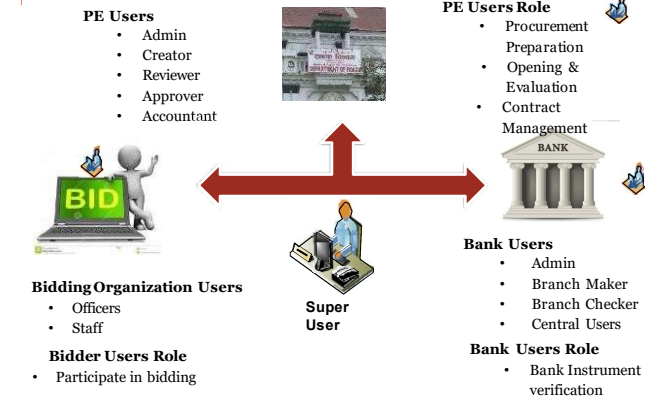 PE Users
• Admin
• Creator
• Reviewer
• Approver
• Accountant
PE Users Role
• Procurement
Preparation
• Opening &
Evaluation
• Contract
Management
BID
BANK
Bidding Organization Users
• Officers
• Staff
Bidder Users Role
• Participate in bidding
Super
User
Bank Users
• Admin
• Branch Maker
• Branch Checker
• Central Users
Bank Users Role
• Bank Instrument
verification